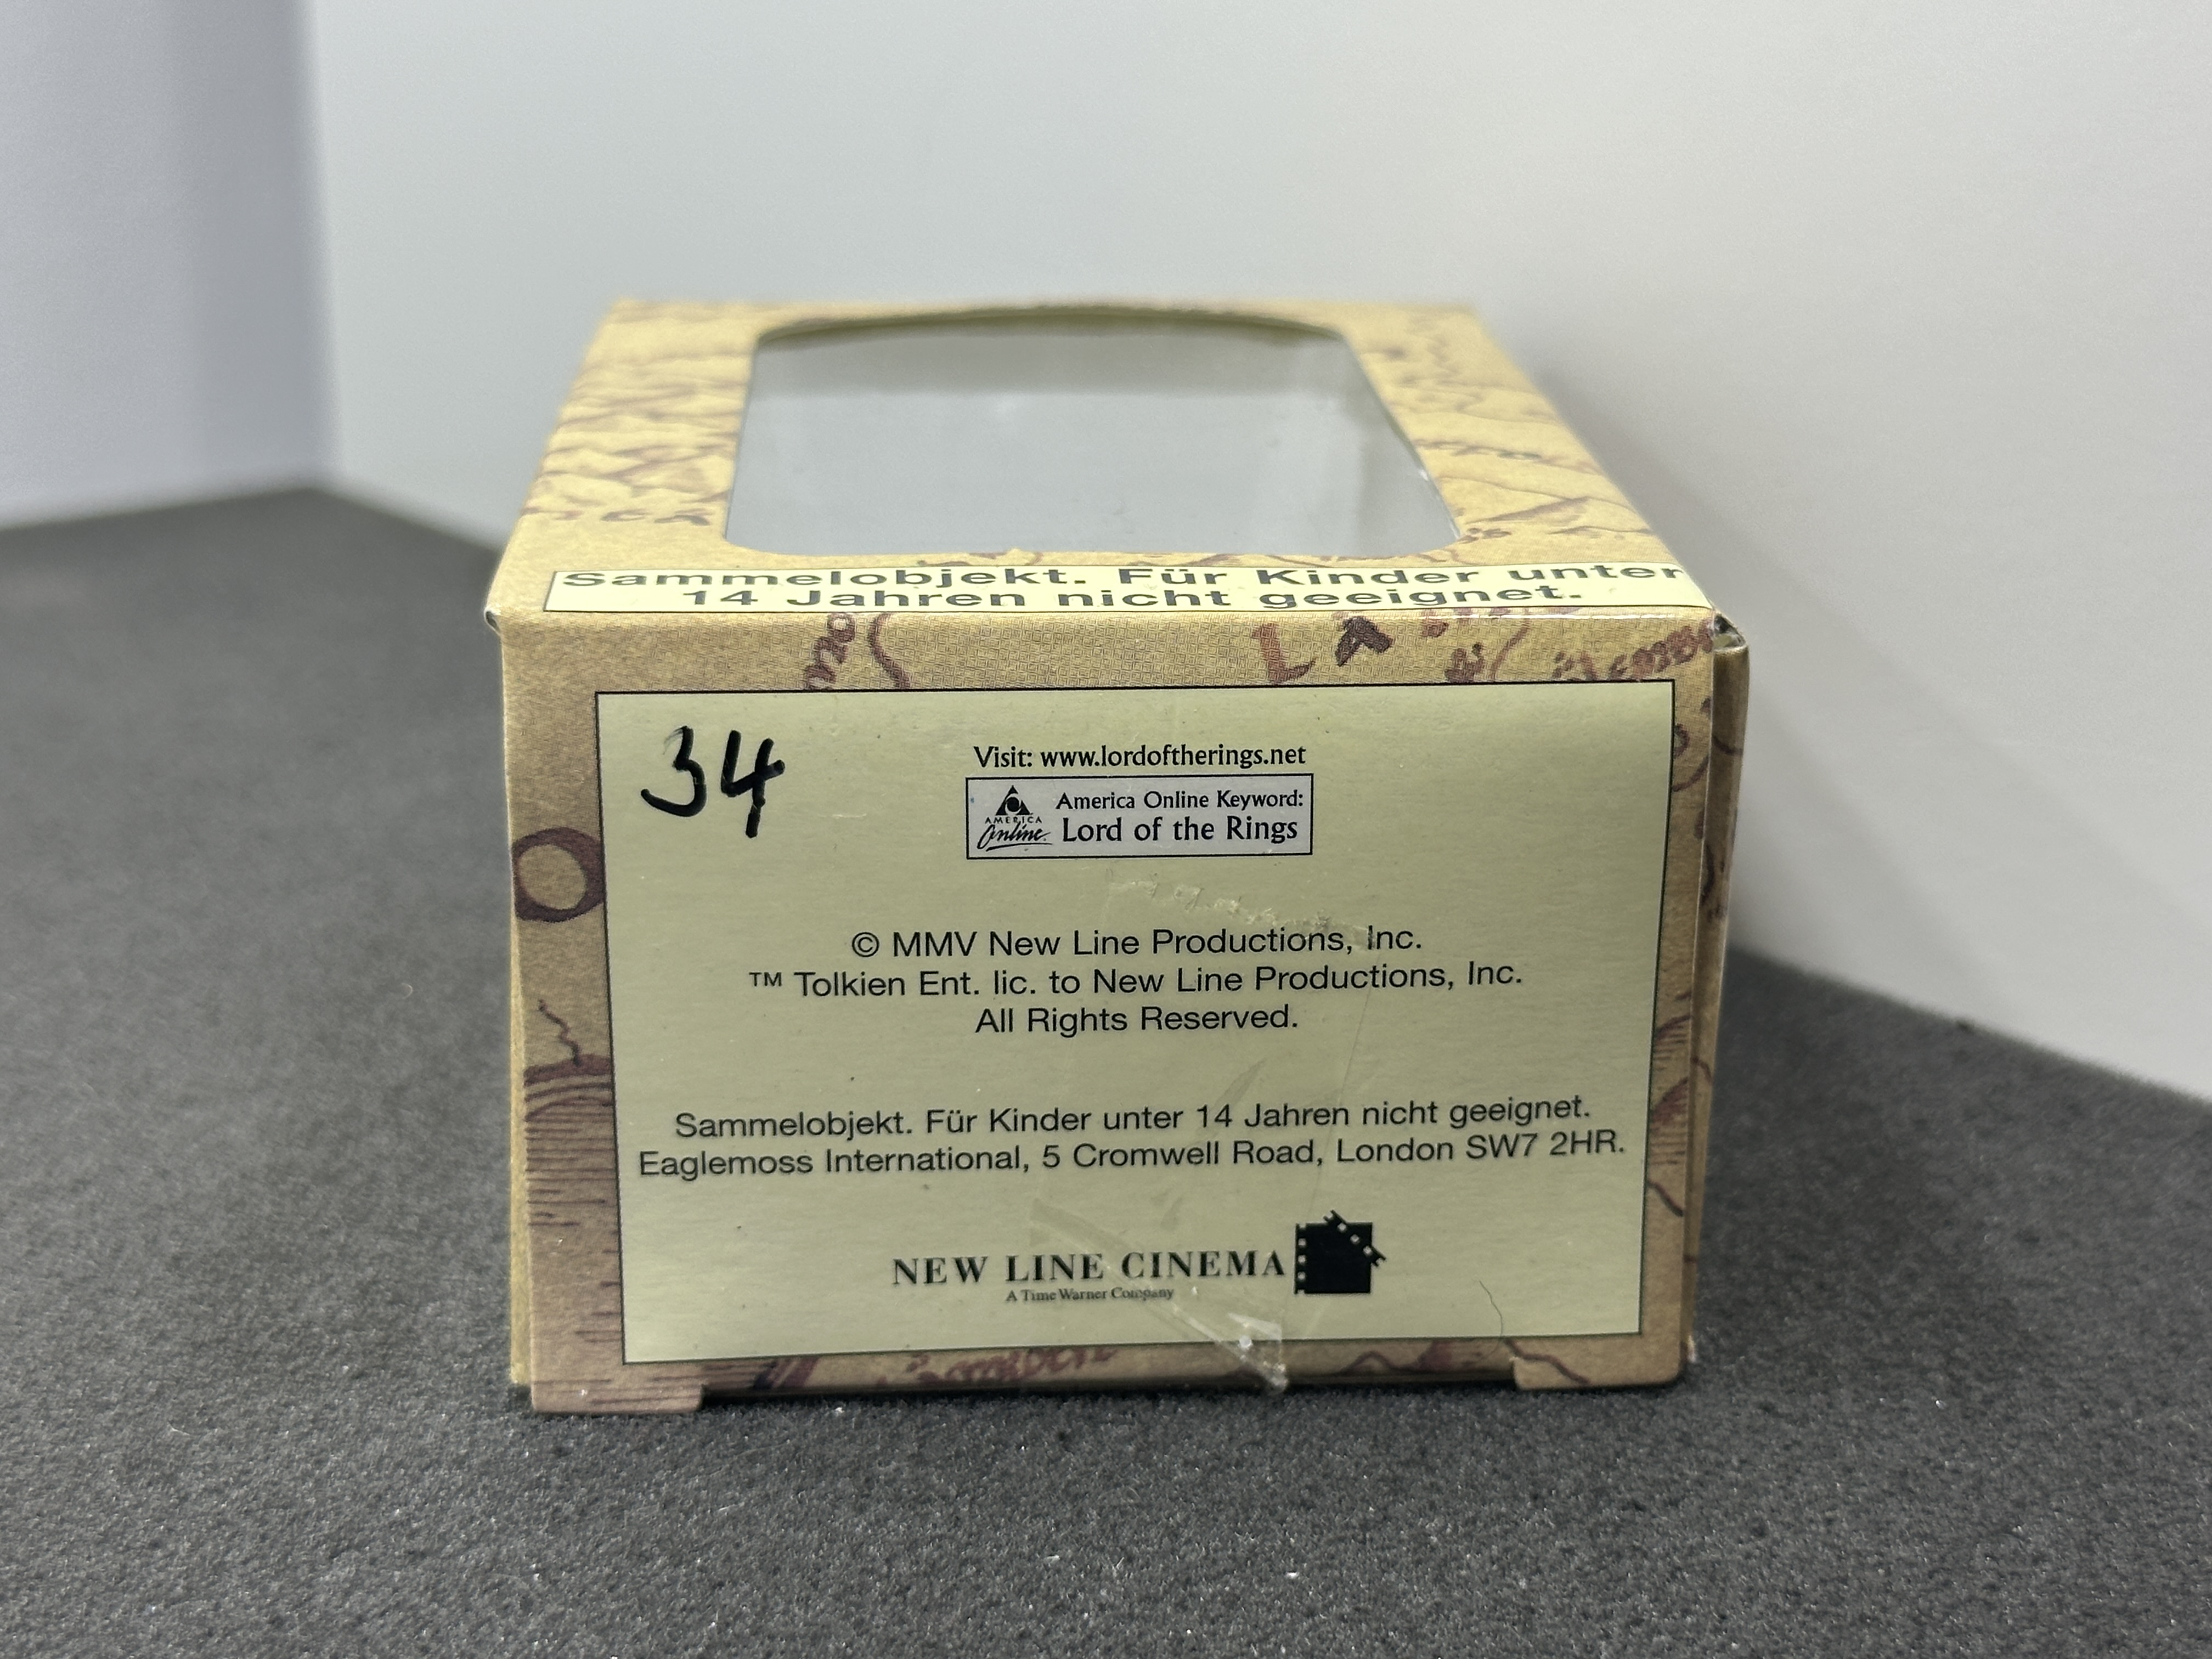 Sammelobjekt. Für Kinder unter
14 Jahren nicht geeignet.
34
Visit: www.lordoftherings.net
AMERICA
Online
America Online Keyword:
Lord of the Rings
© MMV New Line Productions, Inc.
™ Tolkien Ent. lic. to New Line Productions, Inc.
All Rights Reserved.
Sammelobjekt. Für Kinder unter 14 Jahren nicht geeignet.
Eaglemoss International, 5 Cromwell Road, London SW7 2HR.
NEW LINE CINEMA
A Time Warner Company